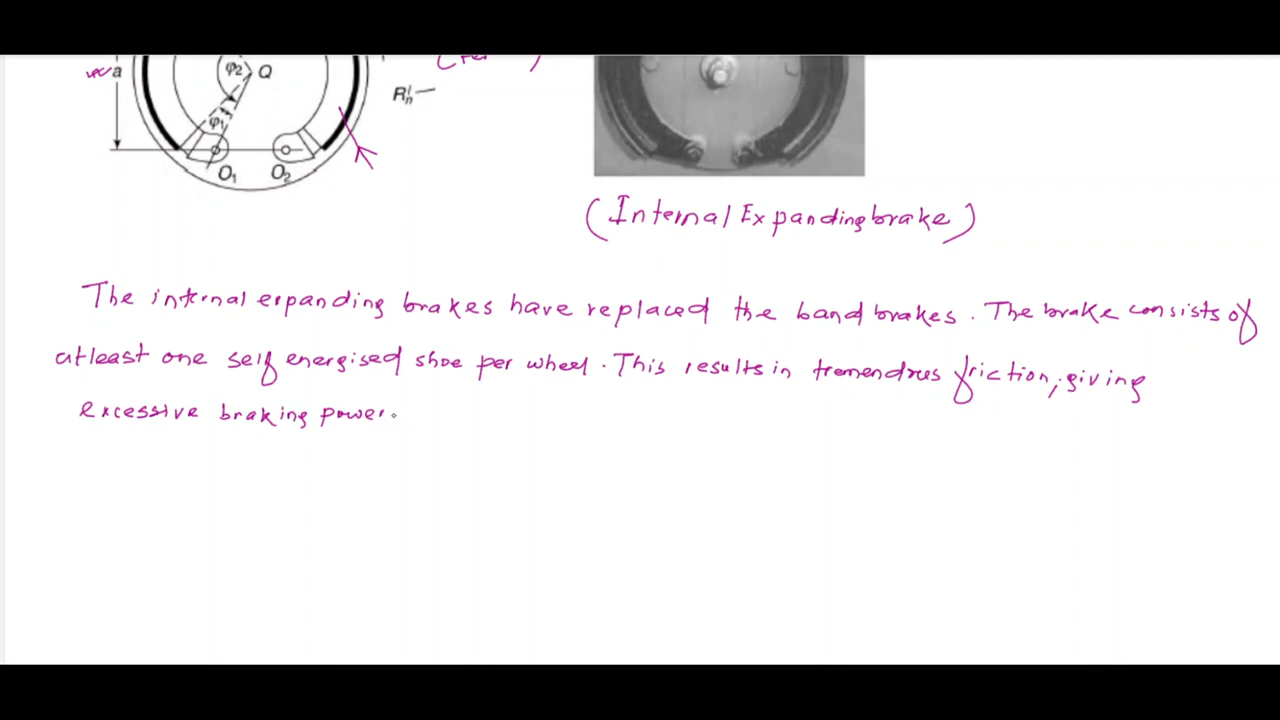 a φ2 Q
R'n
φ1
O1 O2
(Internal Expanding brake)
The internal expanding brakes have replaced the band brakes. The brake consists of
atleast one self energised shoe per wheel. This results in tremendous friction, giving
excessive braking power.